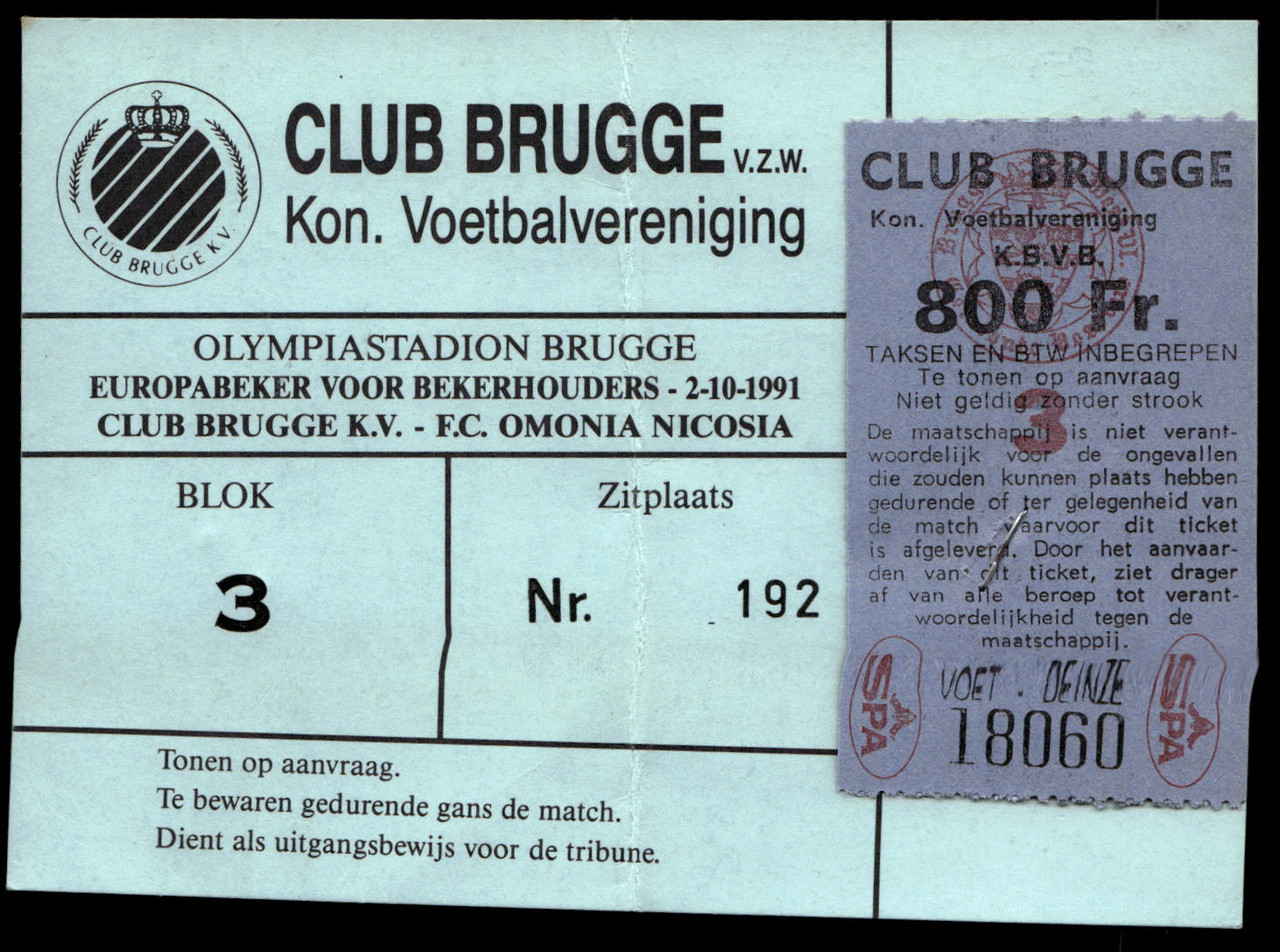 CLUB BRUGGE K.V.
CLUB BRUGGE V.Z.W.
Kon. Voetbalvereniging
OLYMPIASTADION BRUGGE
EUROPABEKER VOOR BEKERHOUDERS - 2-10-1991
CLUB BRUGGE K.V. - F.C. OMONIA NICOSIA
BLOK
3
Zitplaats
Nr. 192
Tonen op aanvraag.
Te bewaren gedurende gans de match.
Dient als uitgangsbewijs voor de tribune.
CLUB BRUGGE
Kon. Voetbalvereniging
K.B.V.B.
800 Fr.
TAKSEN EN BTW INBEGREPEN
Te tonen op aanvraag
Niet geldig zonder strook
3
De maatschappij is niet verant-
woordelijk voor de ongevallen
die zouden kunnen plaats hebben
gedurende of ter gelegenheid van
de match waarvoor dit ticket
is afgeleverd. Door het aanvaar-
den van dit ticket, ziet drager
af van alle beroep tot verant-
woordelijkheid tegen de
maatschappij.
SPA
VOET. DEINZE
18060
SPA